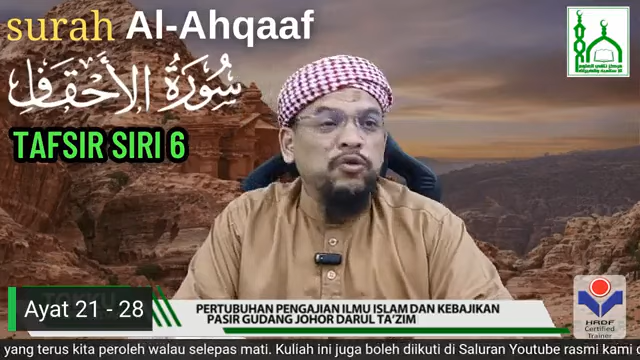 surah Al-Ahqaaf
سُورَةُ الأَحْقَافِ
TAFSIR SIRI 6
Ayat 21 - 28
PERTUBUHAN PENGAJIAN ILMU ISLAM DAN KEBAJIKAN
PASIR GUDANG JOHOR DARUL TA'ZIM
HRDF
Certified
Trainer
yang terus kita peroleh walau selepas mati. Kuliah ini juga boleh diikuti di Saluran Youtube rasmi kami